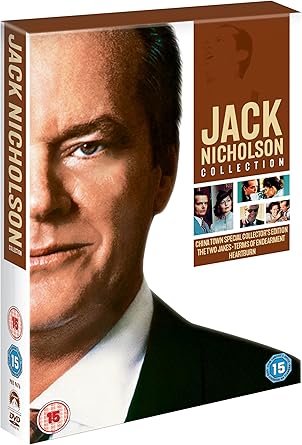 JACK NICHOLSON
COLLECTION
15
15
DVD
JACK
NICHOLSON
COLLECTION
CHINA TOWN SPECIAL COLLECTOR'S EDITION
THE TWO JAKES • TERMS OF ENDEARMENT
HEARTBURN
15
15